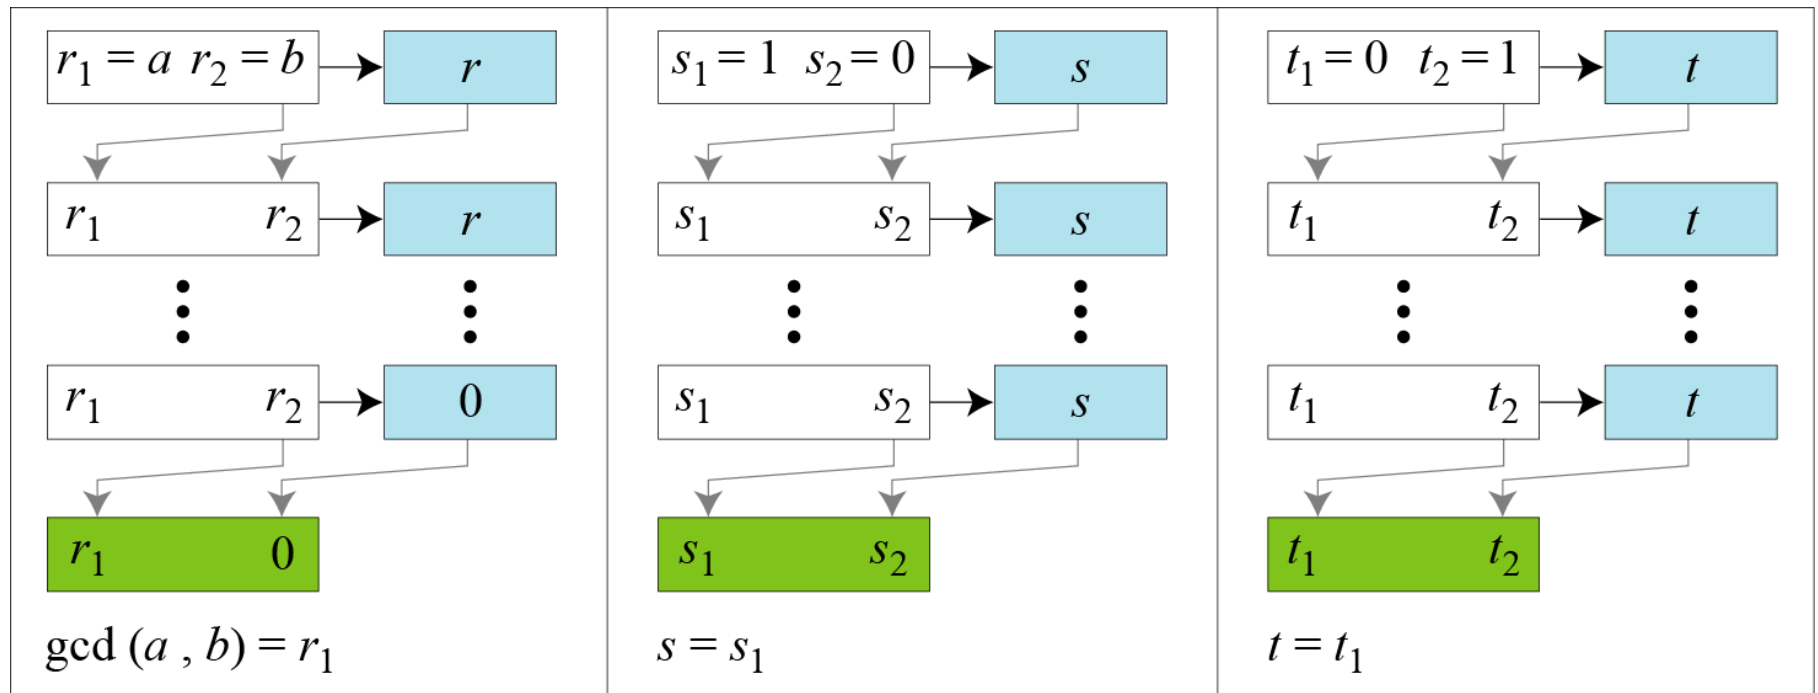 r₁ = a r₂ = b r s₁ = 1 s₂ = 0 s t₁ = 0 t₂ = 1 t
r₁ r₂ r s₁ s₂ s t₁ t₂ t
r₁ r₂ 0 s₁ s₂ s t₁ t₂ t
r₁ 0 s₁ s₂ t₁ t₂
gcd (a , b) = r₁ s = s₁ t = t₁